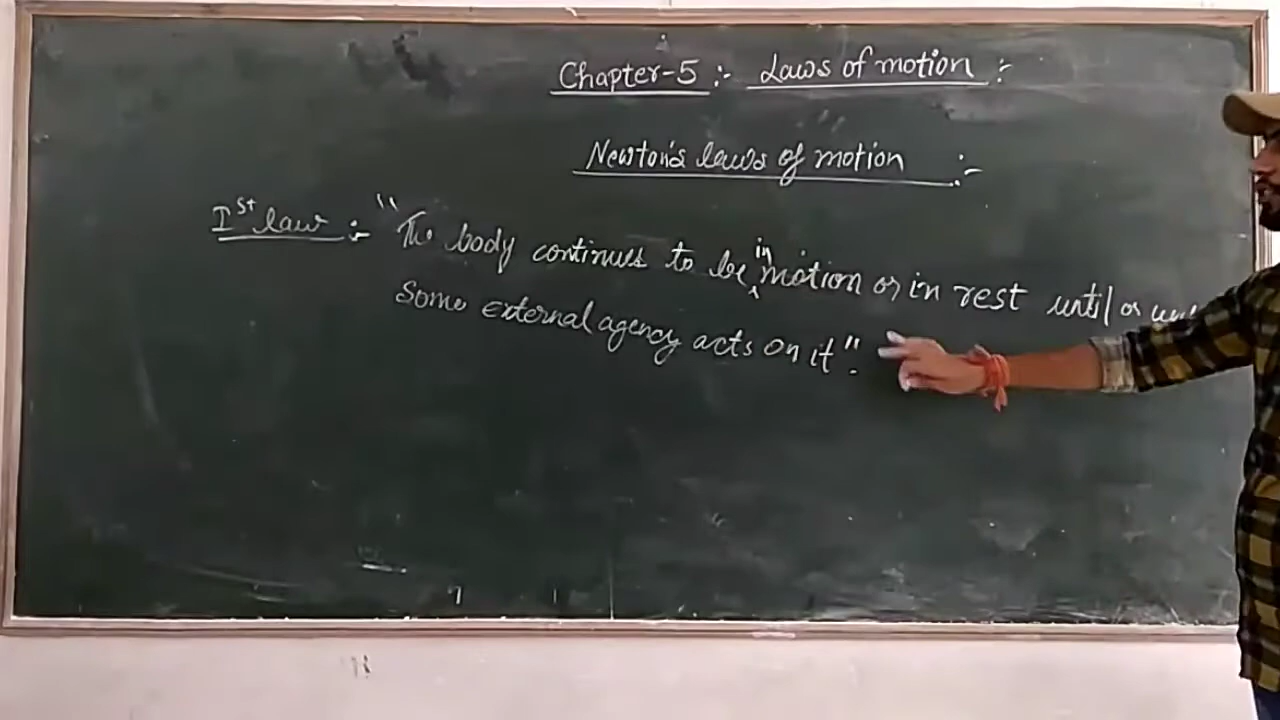 Chapter-5 :- Laws of motion :-
Newton's laws of motion :-
Ist law :- "The body continues to be in motion or in rest until or
some external agency acts on it".